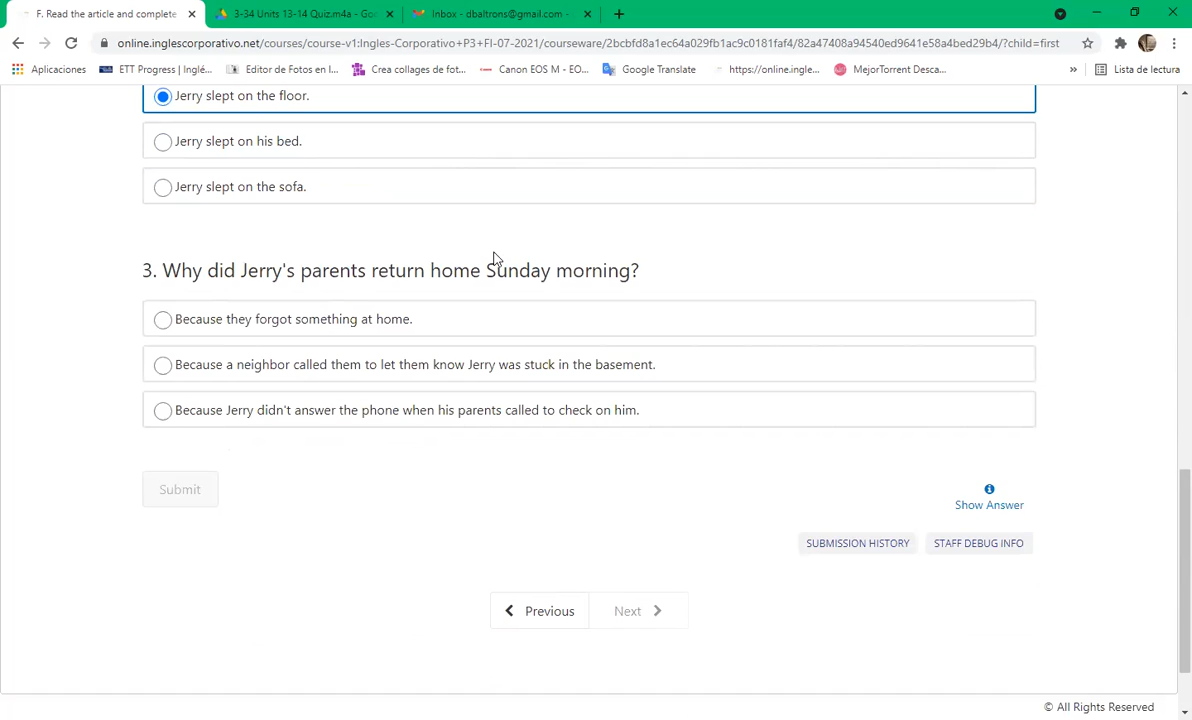 F. Read the article and complete
3-34 Units 13-14 Quiz.m4a - Goo
Inbox - dbaltrons@gmail.com -
online.inglescorporativo.net/courses/course-v1:Ingles-Corporativo+P3+FI-07-2021/courseware/2bcbfd8a1ec64a029fb1ac9c0181faf4/82a47408a94540ed9641e58a4bed29b4/?child=first
Aplicaciones
ETT Progress | Inglé...
Editor de Fotos en l...
Crea collages de fot...
Canon EOS M - EO...
Google Translate
https://online.ingle...
MejorTorrent Desca...
»
Lista de lectura
Jerry slept on the floor.
Jerry slept on his bed.
Jerry slept on the sofa.
3. Why did Jerry's parents return home Sunday morning?
Because they forgot something at home.
Because a neighbor called them to let them know Jerry was stuck in the basement.
Because Jerry didn't answer the phone when his parents called to check on him.
Submit
Show Answer
SUBMISSION HISTORY
STAFF DEBUG INFO
Previous
Next
© All Rights Reserved